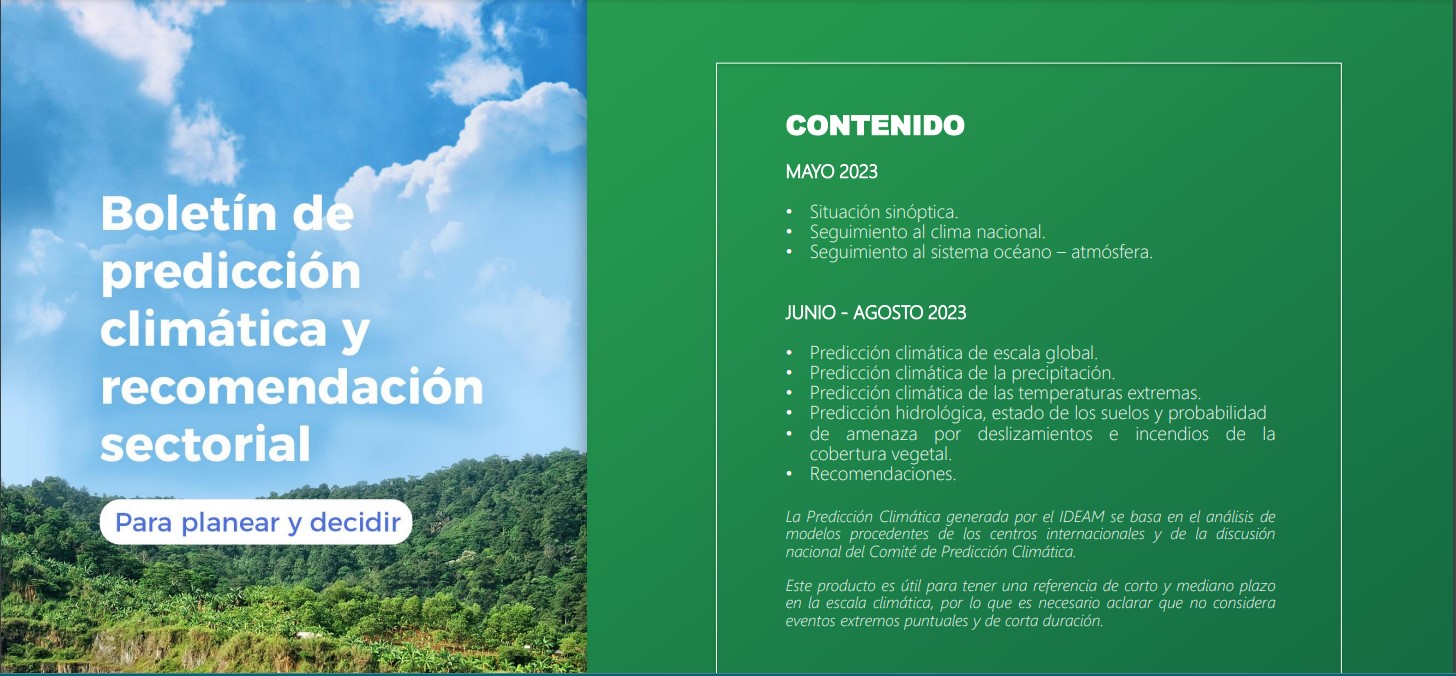 Boletín de
predicción
climática y
recomendación
sectorial
Para planear y decidir
CONTENIDO
MAYO 2023
• Situación sinóptica.
• Seguimiento al clima nacional.
• Seguimiento al sistema océano – atmósfera.
JUNIO - AGOSTO 2023
• Predicción climática de escala global.
• Predicción climática de la precipitación.
• Predicción climática de las temperaturas extremas.
• Predicción hidrológica, estado de los suelos y probabilidad
• de amenaza por deslizamientos e incendios de la
cobertura vegetal.
• Recomendaciones.
La Predicción Climática generada por el IDEAM se basa en el análisis de
modelos procedentes de los centros internacionales y de la discusión
nacional del Comité de Predicción Climática.
Este producto es útil para tener una referencia de corto y mediano plazo
en la escala climática, por lo que es necesario aclarar que no considera
eventos extremos puntuales y de corta duración.